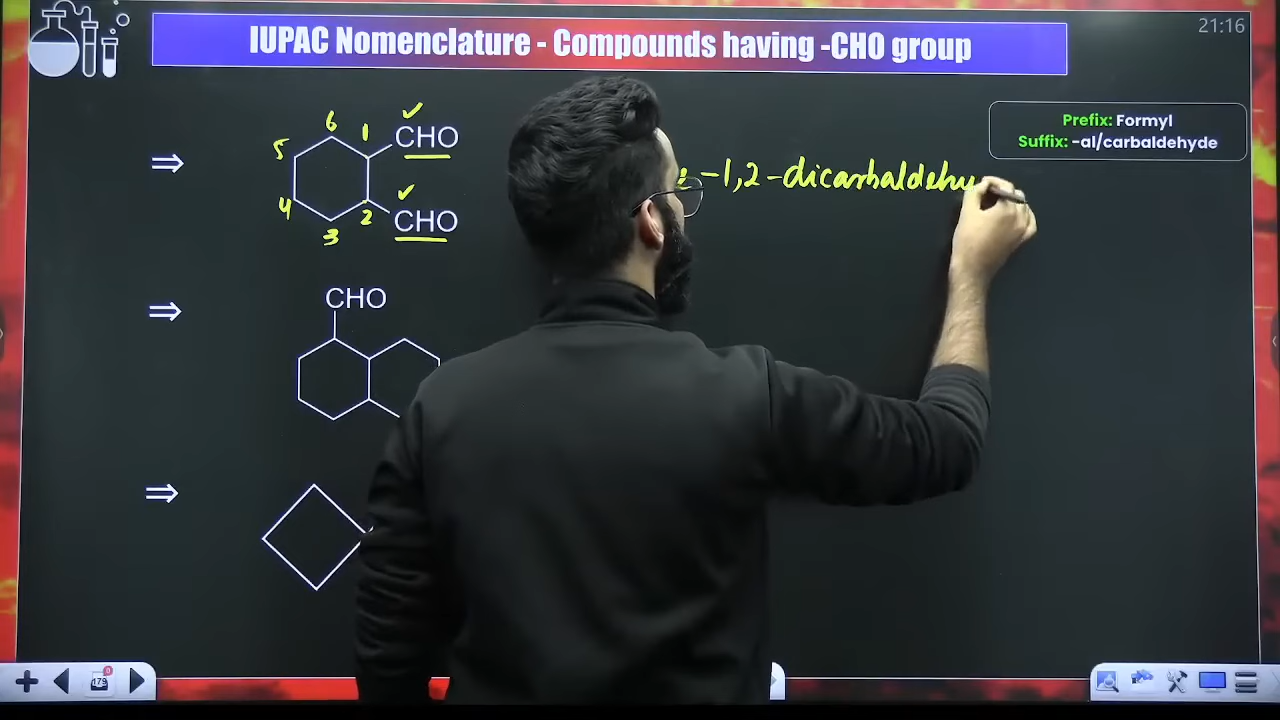 21:16
IUPAC Nomenclature - Compounds having -CHO group
Prefix: Formyl
Suffix: -al/carbaldehyde
6
1
CHO
5
4
2
CHO
3
-1,2-dicarbaldehy
CHO